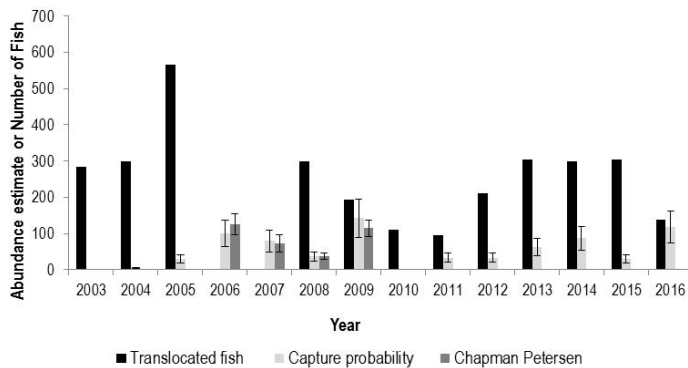 700
600
500
400
300
200
100
0
Abundance estimate or Number of Fish
2003 2004 2005 2006 2007 2008 2009 2010 2011 2012 2013 2014 2015 2016
Year
Translocated fish Capture probability Chapman Petersen